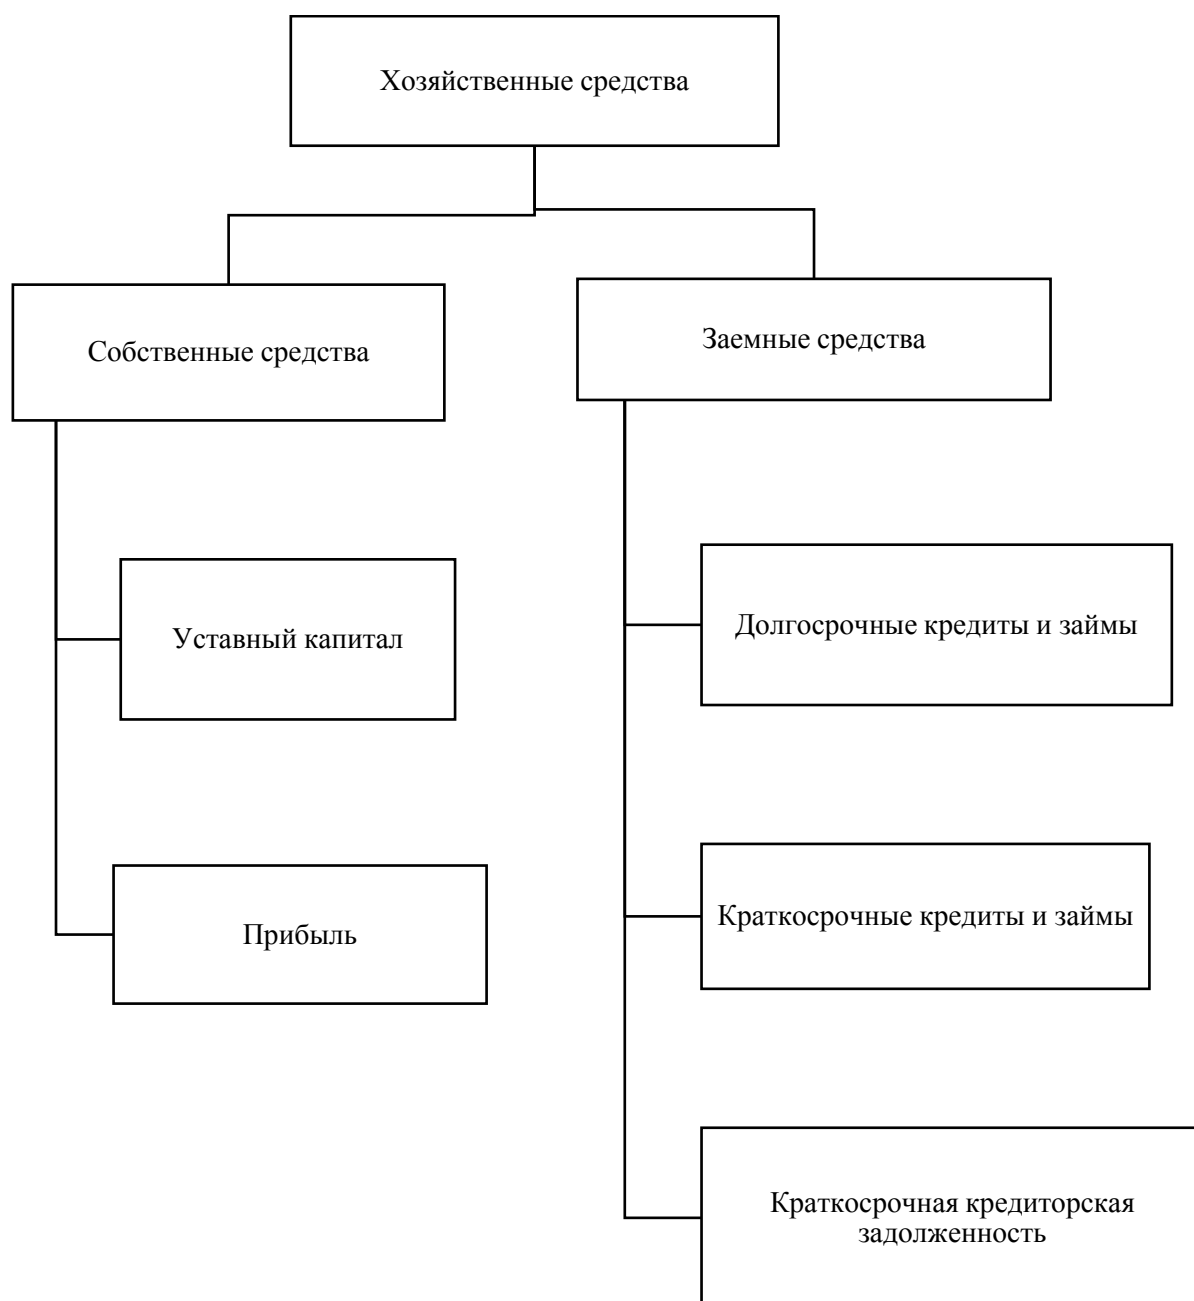 Хозяйственные средства
Собственные средства
Заемные средства
Уставный капитал
Долгосрочные кредиты и займы
Прибыль
Краткосрочные кредиты и займы
Краткосрочная кредиторская
задолженность